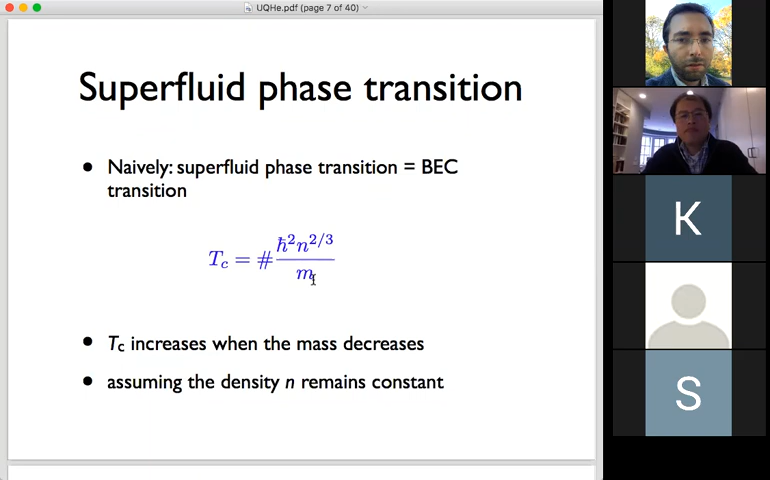 UQHe.pdf (page 7 of 40)
Superfluid phase transition
• Naively: superfluid phase transition = BEC
transition
T_c = # ħ²n^{2/3} / m
• Tc increases when the mass decreases
• assuming the density n remains constant
K
S